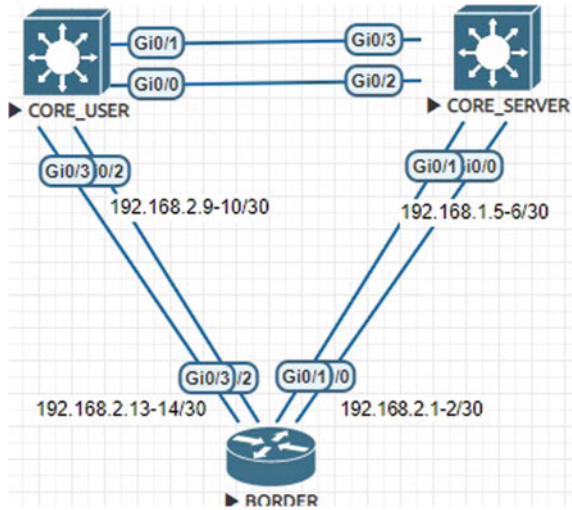 Gi0/1
Gi0/3
Gi0/0
Gi0/2
CORE_USER
CORE_SERVER
Gi0/3 0/2
Gi0/1 i0/0
192.168.2.9-10/30
192.168.1.5-6/30
Gi0/3 /2
Gi0/1 /0
192.168.2.13-14/30
192.168.2.1-2/30
BORDER